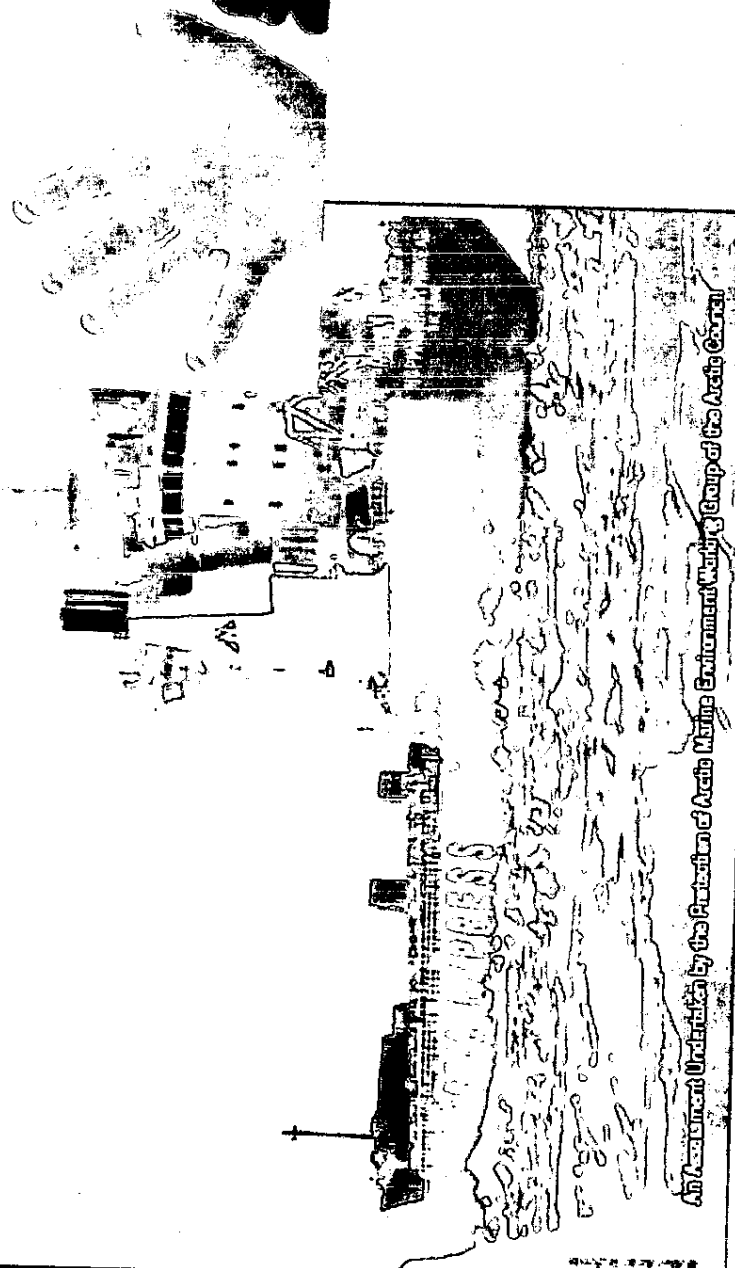 An Assessment Undertaken by the Protection of Arctic Marine Environment Working Group of the Arctic Council